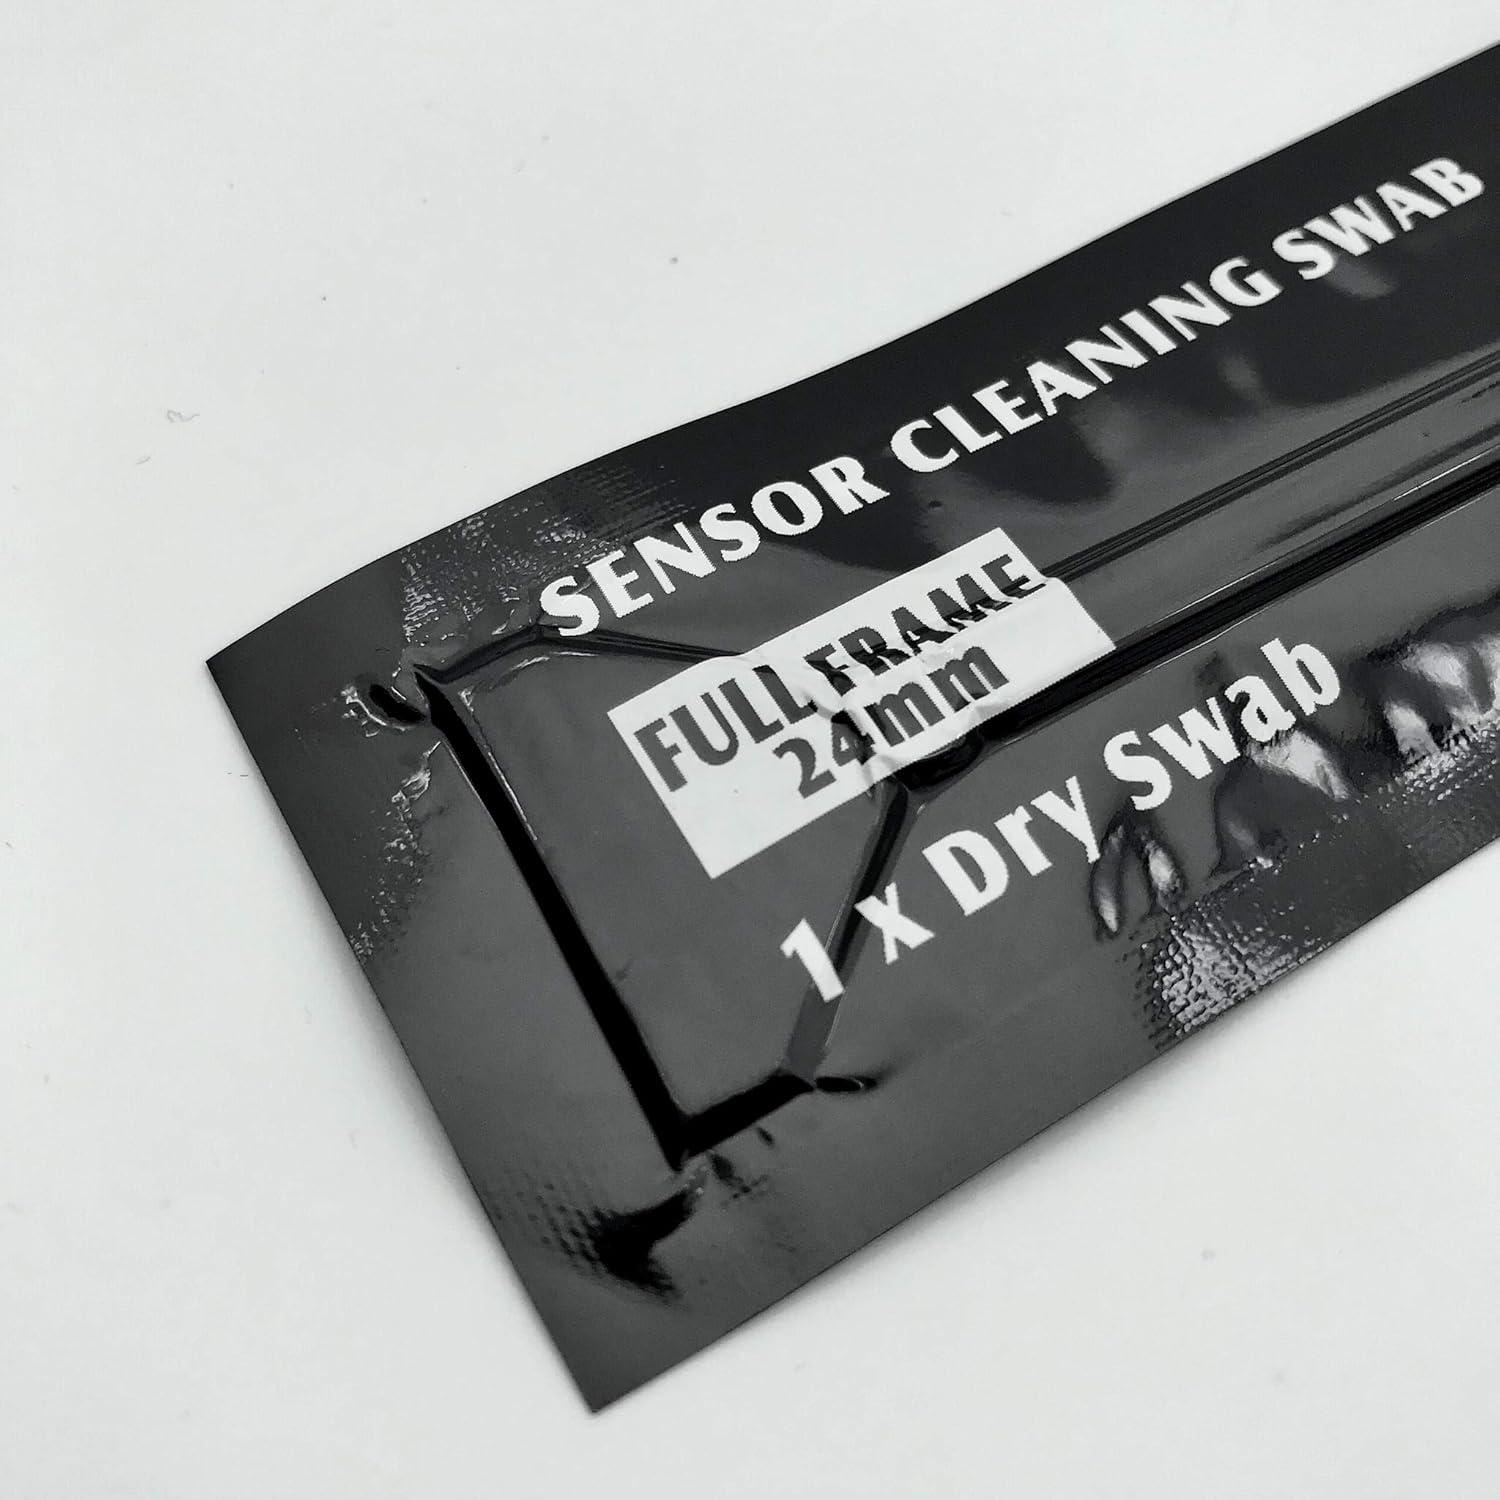 SENSOR CLEANING SWAB
FULL FRAME
24mm
1 x Dry Swab